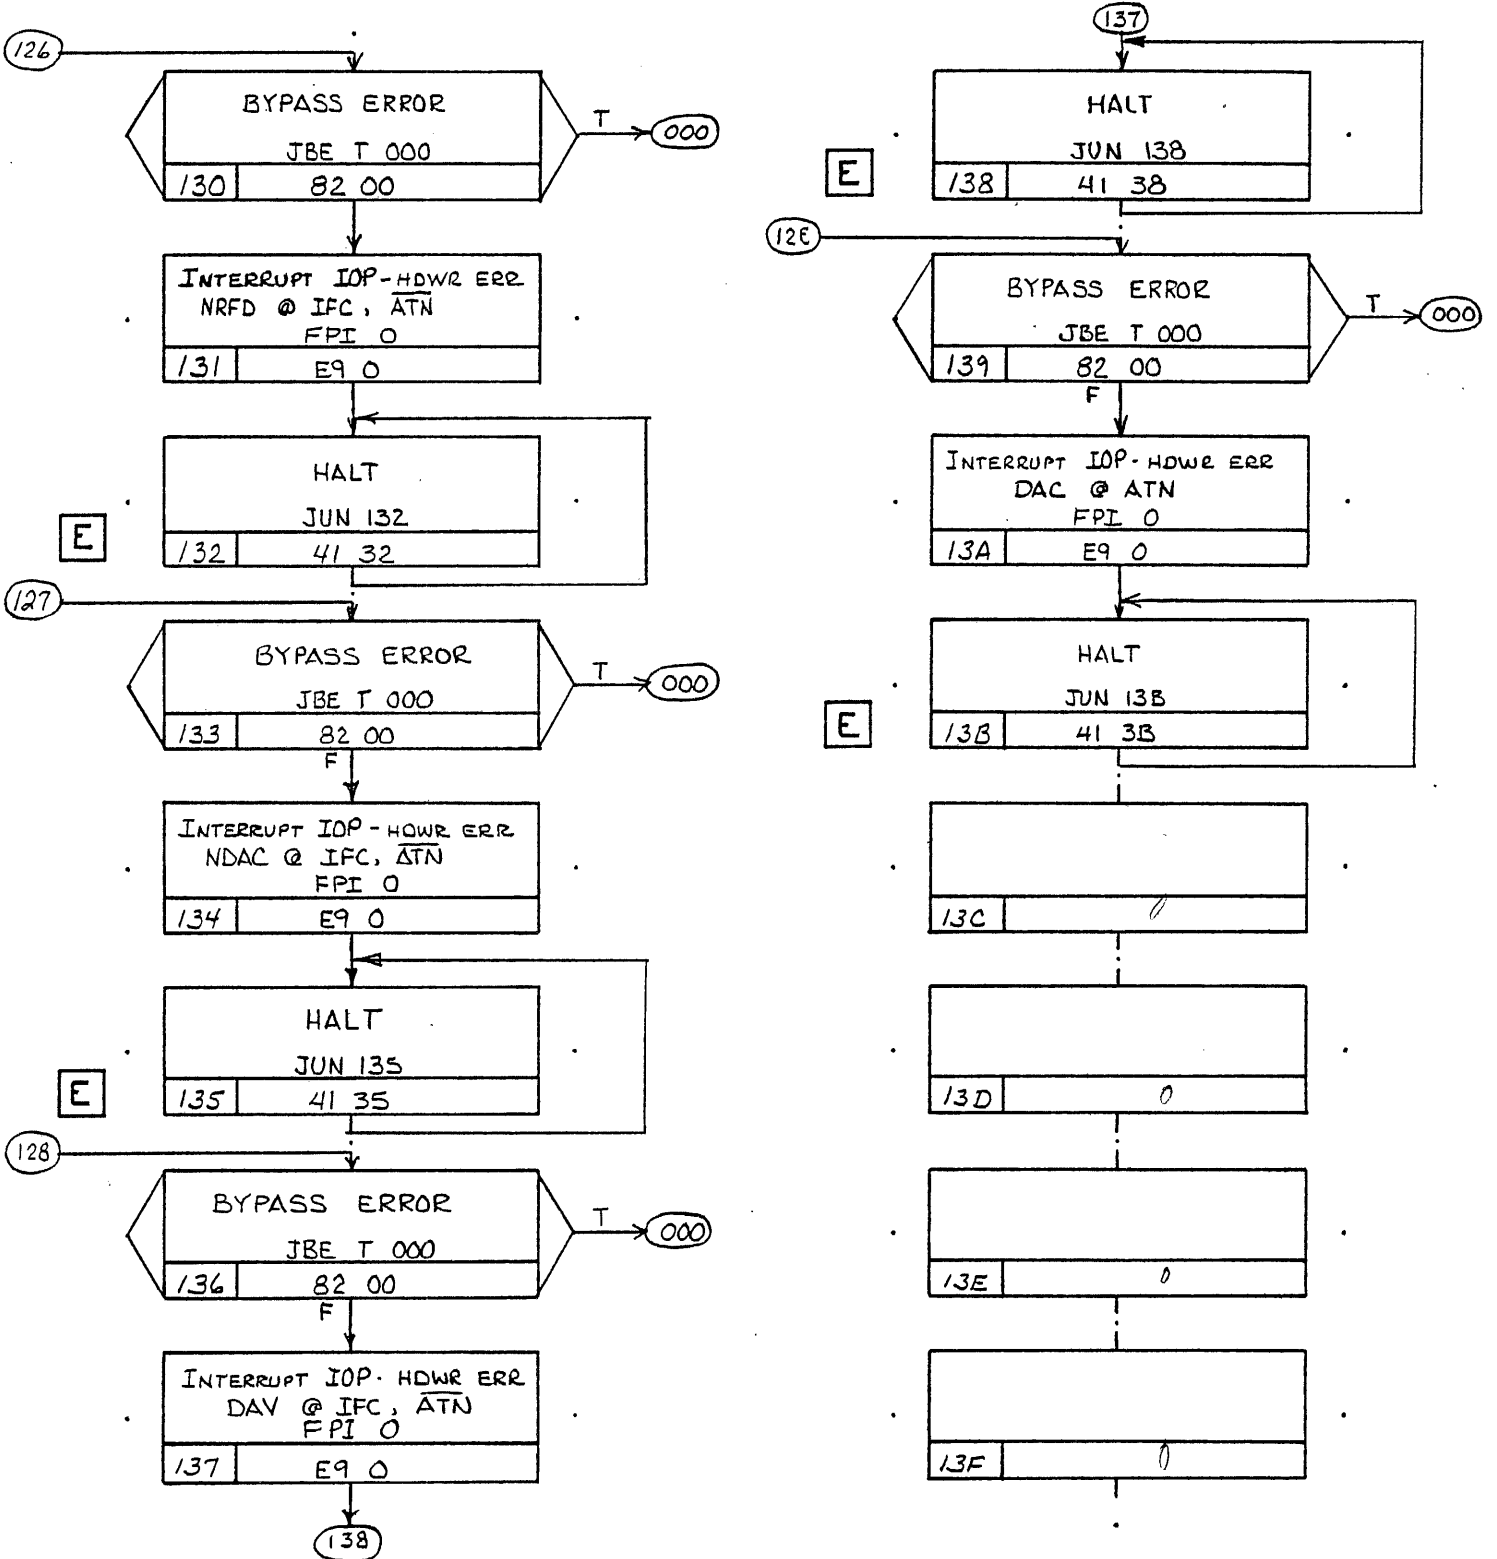 126
BYPASS ERROR
JBE T 000
130 82 00
T
000
INTERRUPT IOP-HDWR ERR
NRFD @ IFC, A̅T̅N̅
FPI 0
131 E9 0
HALT
JUN 132
132 41 32
E
127
BYPASS ERROR
JBE T 000
133 82 00
T
000
F
INTERRUPT IOP-HDWR ERR
NDAC @ IFC, A̅T̅N̅
FPI 0
134 E9 0
HALT
JUN 135
135 41 35
E
128
BYPASS ERROR
JBE T 000
136 82 00
T
000
F
INTERRUPT IOP-HDWR ERR
DAV @ IFC, A̅T̅N̅
FPI 0
137 E9 0
138
137
HALT
JUN 138
138 41 38
E
12E
BYPASS ERROR
JBE T 000
139 82 00
T
000
F
INTERRUPT IOP-HDWR ERR
DAC @ ATN
FPI 0
13A E9 0
HALT
JUN 13B
13B 41 3B
E
13C 0
13D 0
13E 0
13F 0